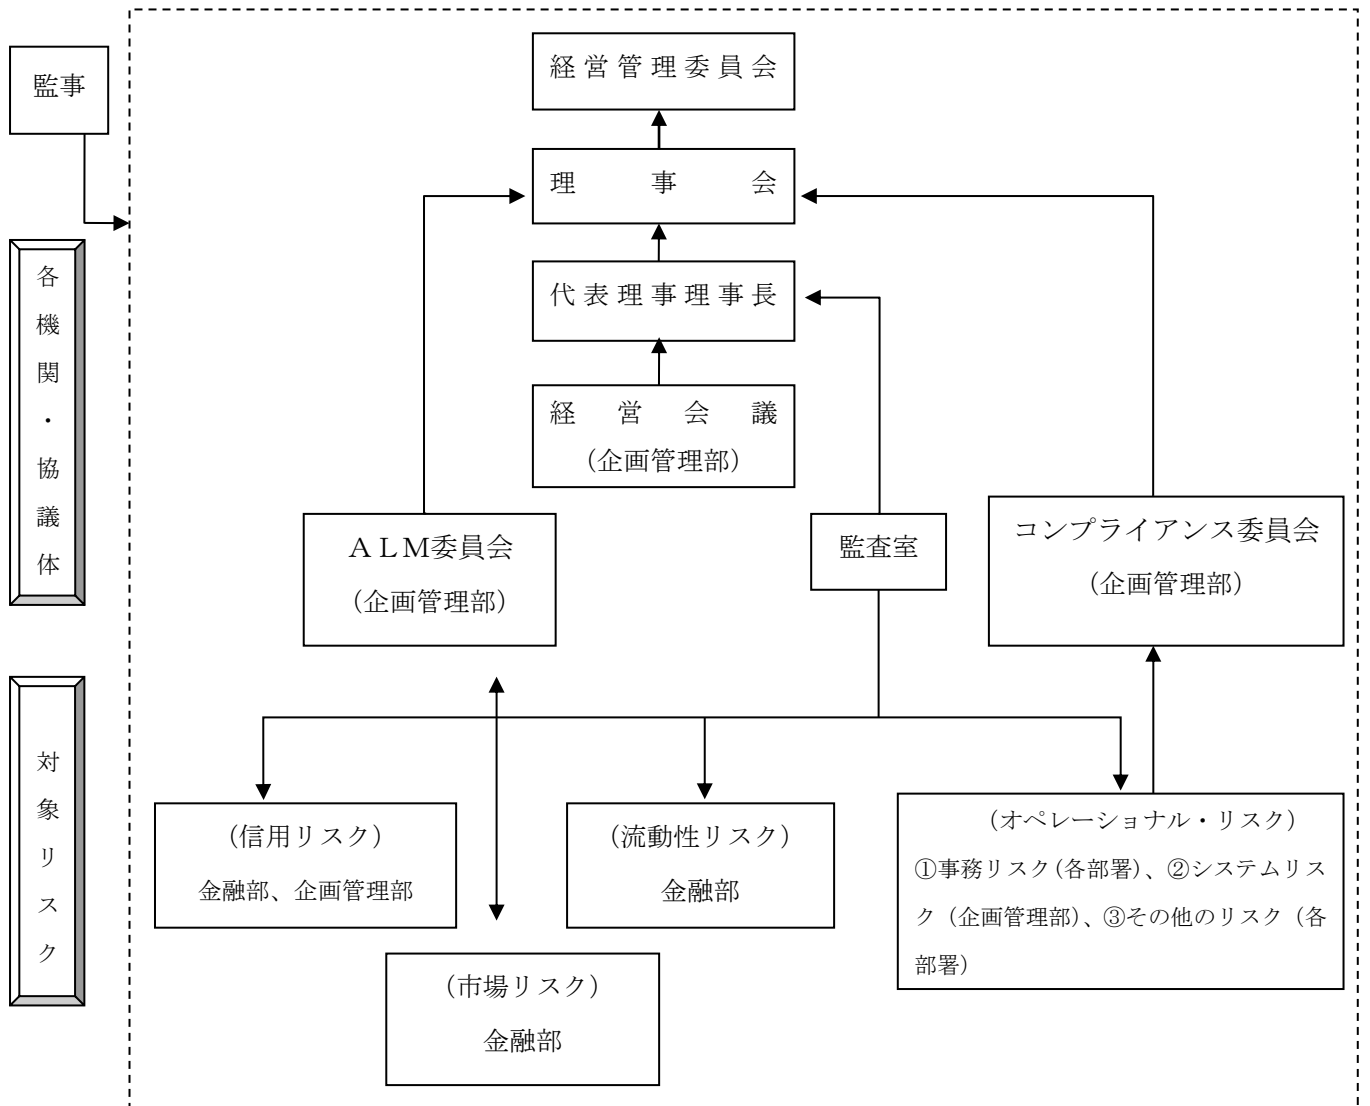 監事
経営管理委員会
理事会
代表理事理事長
経営会議
（企画管理部）
各機関・協議体
ＡＬＭ委員会
（企画管理部）
監査室
コンプライアンス委員会
（企画管理部）
対象リスク
（信用リスク）
金融部、企画管理部
（流動性リスク）
金融部
（オペレーショナル・リスク）
①事務リスク（各部署）、②システムリス
ク（企画管理部）、③その他のリスク（各
部署）
（市場リスク）
金融部